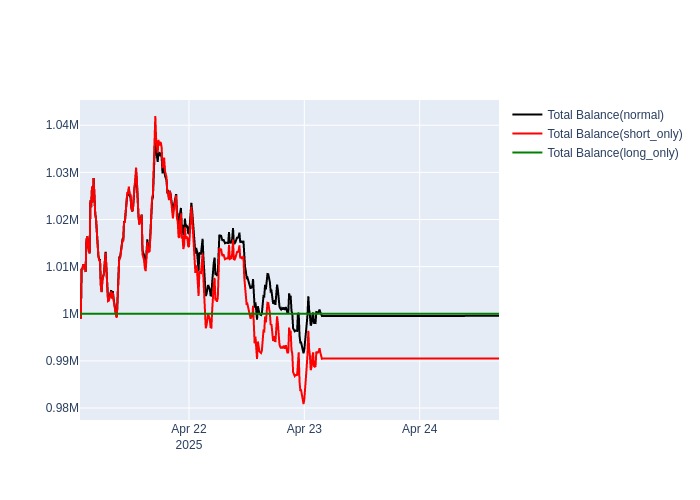 1.04M
1.03M
1.02M
1.01M
1M
0.99M
0.98M
Apr 22
2025
Apr 23
Apr 24
Total Balance(normal)
Total Balance(short_only)
Total Balance(long_only)